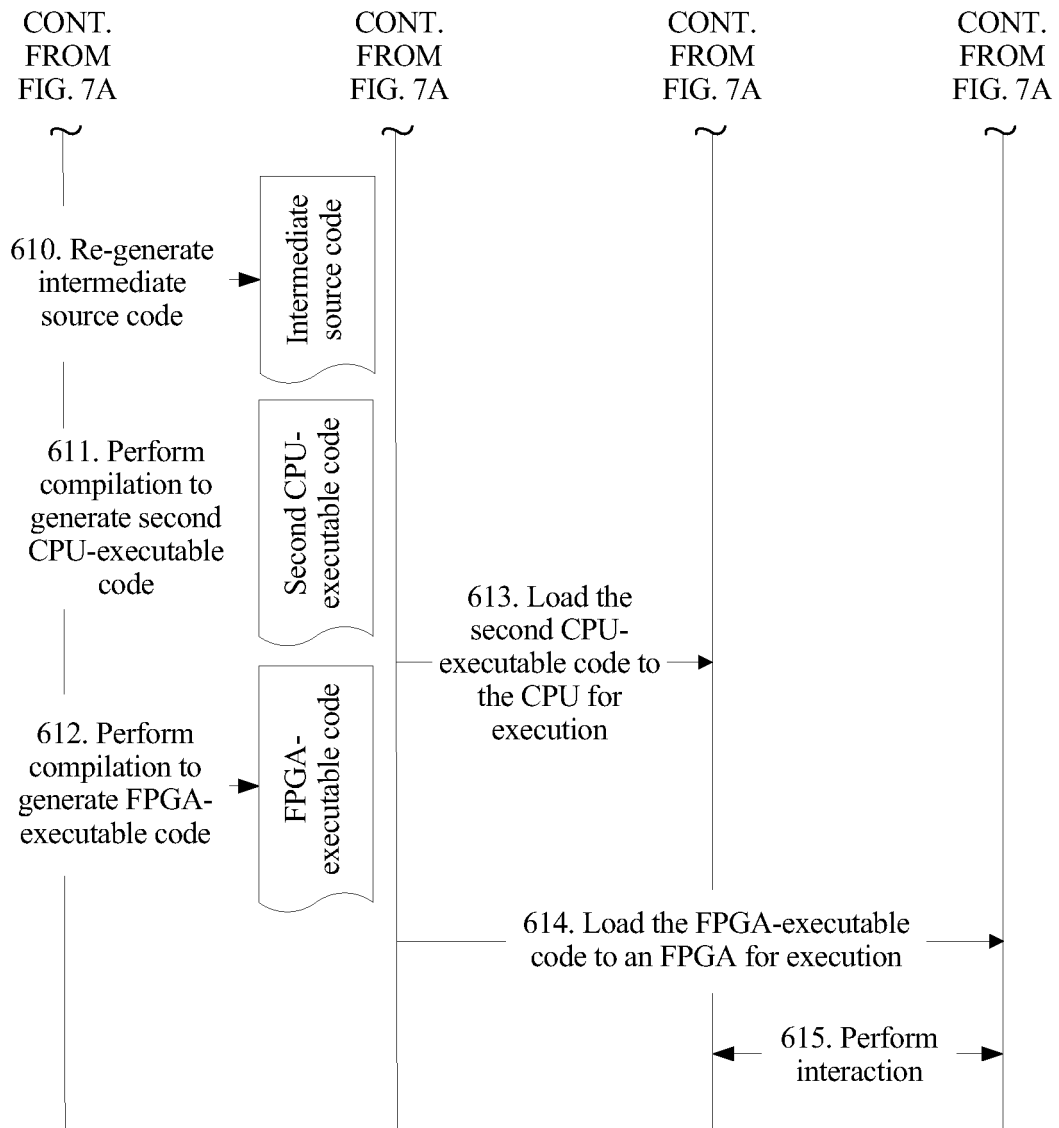 CONT.
FROM
FIG. 7A
CONT.
FROM
FIG. 7A
CONT.
FROM
FIG. 7A
CONT.
FROM
FIG. 7A
610. Re-generate
intermediate
source code
Intermediate
source code
611. Perform
compilation to
generate second
CPU-executable
code
Second CPU-
executable code
613. Load the
second CPU-
executable code to
the CPU for
execution
612. Perform
compilation to
generate FPGA-
executable code
FPGA-
executable code
614. Load the FPGA-executable
code to an FPGA for execution
615. Perform
interaction